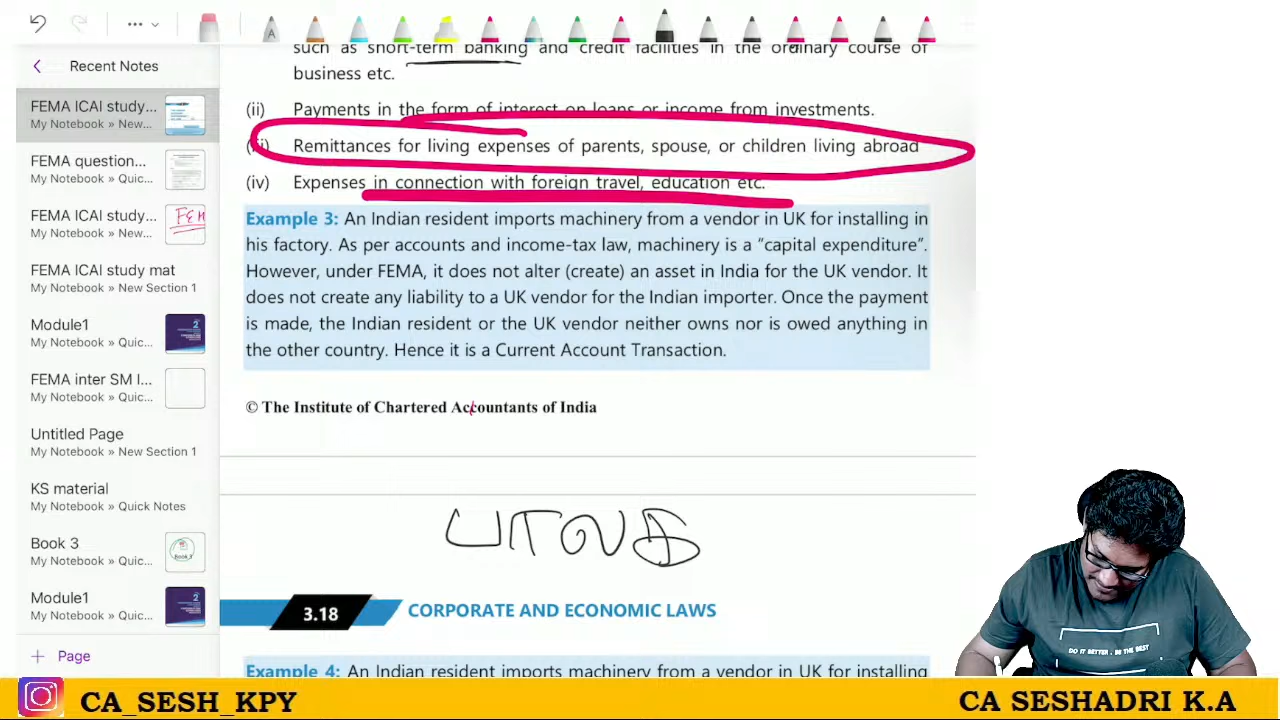 Recent Notes
FEMA ICAI study...
My Notebook » New...
FEMA question...
My Notebook » Quic...
FEMA ICAI study...
My Notebook » Quic...
FEM
FEMA ICAI study mat
My Notebook » New Section 1
Module1
My Notebook » Quic...
FEMA inter SM I...
My Notebook » Quic...
Untitled Page
My Notebook » New Section 1
KS material
My Notebook » Quick Notes
Book 3
My Notebook » Quic...
Book 3
Module1
My Notebook » Quic...
+ Page
such as short-term banking and credit facilities in the ordinary course of
business etc.
(ii) Payments in the form of interest on loans or income from investments.
Remittances for living expenses of parents, spouse, or children living abroad
(iv) Expenses in connection with foreign travel, education etc.
Example 3: An Indian resident imports machinery from a vendor in UK for installing in
his factory. As per accounts and income-tax law, machinery is a “capital expenditure”.
However, under FEMA, it does not alter (create) an asset in India for the UK vendor. It
does not create any liability to a UK vendor for the Indian importer. Once the payment
is made, the Indian resident or the UK vendor neither owns nor is owed anything in
the other country. Hence it is a Current Account Transaction.
© The Institute of Chartered Accountants of India
பாலக
3.18 CORPORATE AND ECONOMIC LAWS
Example 4: An Indian resident imports machinery from a vendor in UK for installing
DO IT BETTER . BE THE BEST
CA_SESH_KPY
CA SESHADRI K.A